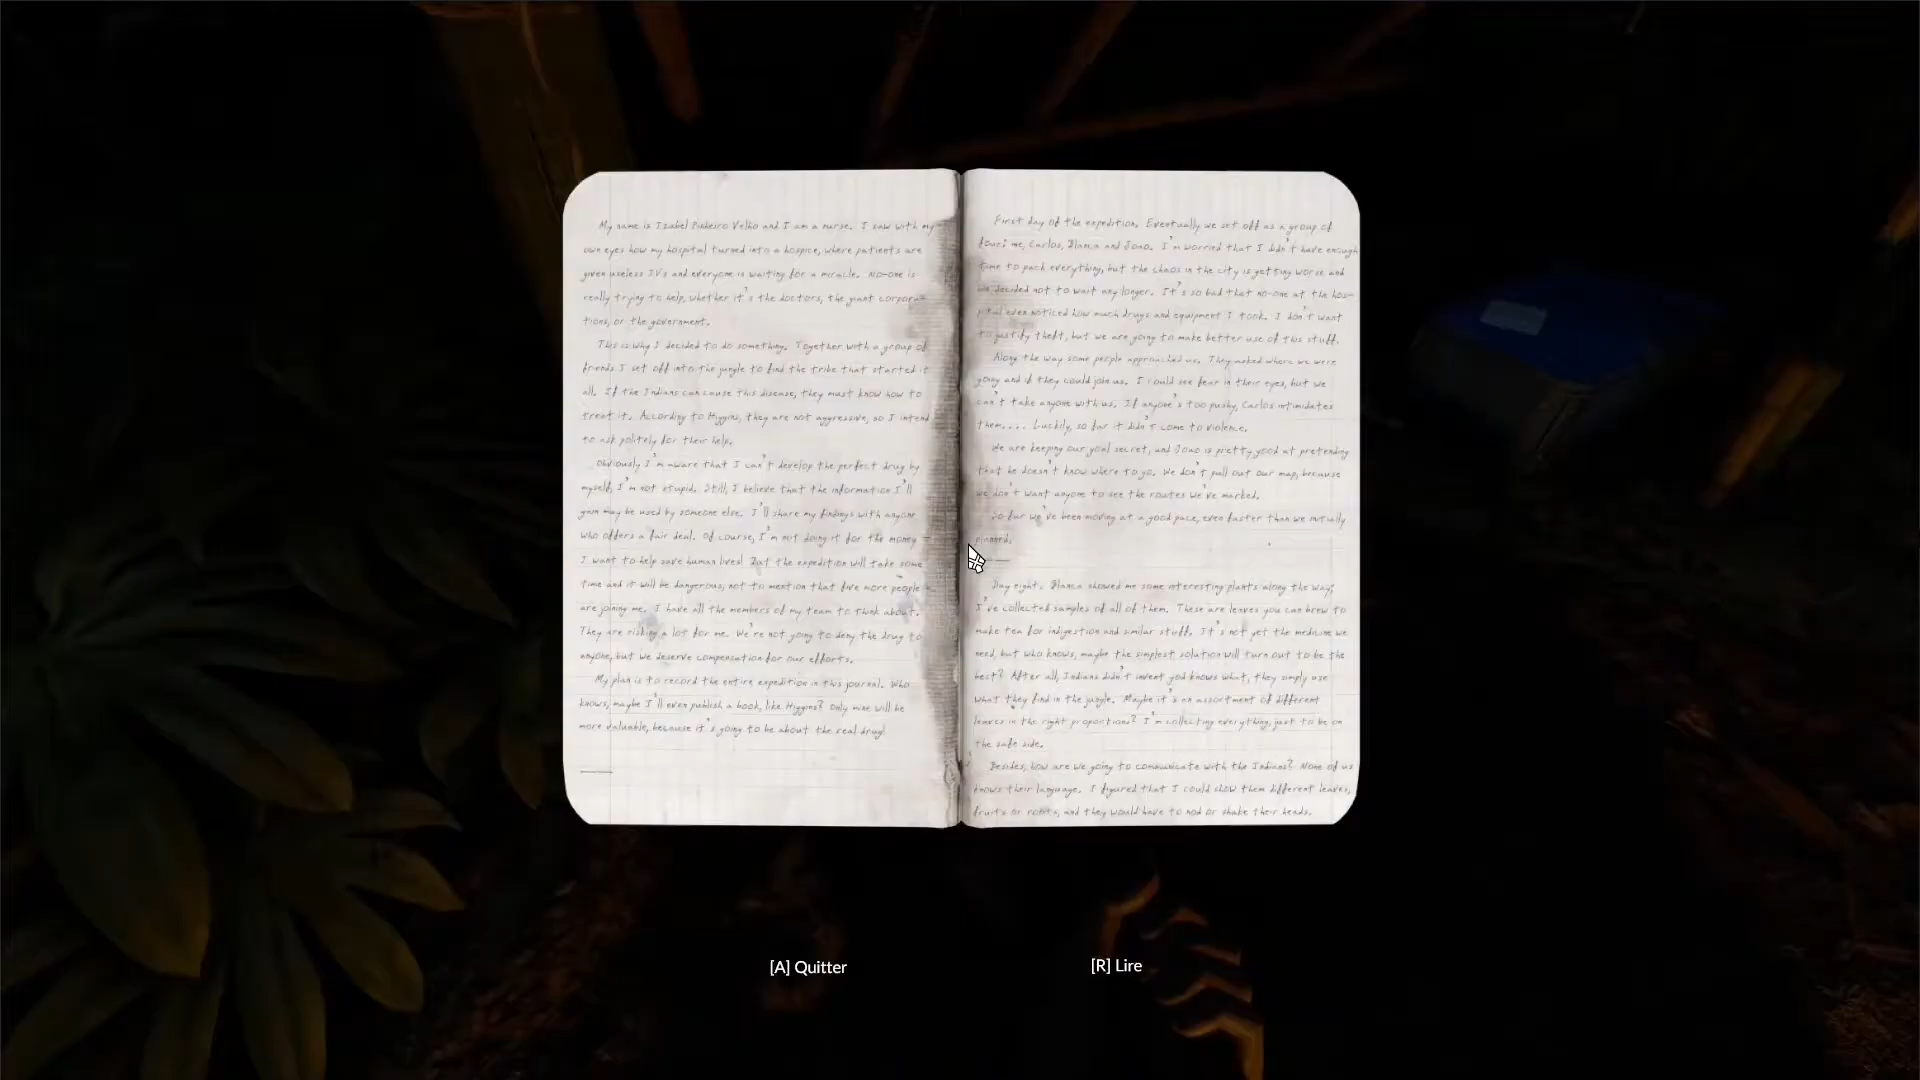 My name is Izabel Pinheiro Velho and I am a nurse. I saw with my
own eyes how my hospital turned into a hospice, where patients are
given useless IVs and everyone is waiting for a miracle. No-one is
really trying to help, whether it's the doctors, the giant corpora-
tions, or the government.
This is why I decided to do something. Together with a group of
friends I set off into the jungle to find the tribe that started it
all. If the Indians can cause this disease, they must know how to
treat it. According to Higgins, they are not aggressive, so I intend
to ask politely for their help.
Obviously I'm aware that I can't develop the perfect drug by
myself, I'm not stupid. Still, I believe that the information I'll
gain may be used by someone else. I'll share my findings with anyone
who offers a fair deal. Of course, I'm not doing it for the money -
I want to help save human lives! But the expedition will take some
time and it will be dangerous, not to mention that five more people
are joining me. I have all the members of my team to think about.
They are risking a lot for me. We're not going to deny the drug to
anyone, but we deserve compensation for our efforts.
My plan is to record the entire expedition in this journal. Who
knows, maybe I'll even publish a book, like Higgins? Only mine will be
more valuable, because it's going to be about the real drug!
First day of the expedition. Eventually we set off as a group of
four: me, Carlos, Blanca and Joao. I'm worried that I didn't have enough
time to pack everything, but the chaos in the city is getting worse and
we decided not to wait any longer. It's so bad that no-one at the hos-
pital even noticed how much drugs and equipment I took. I don't want
to justify theft, but we are going to make better use of this stuff.
Along the way some people approached us. They asked where we were
going and if they could join us. I could see fear in their eyes, but we
can't take anyone with us. If anyone's too pushy, Carlos intimidates
them.... Luckily, so far it didn't come to violence.
We are keeping our goal secret, and Joao is pretty good at pretending
that he doesn't know where to go. We don't pull out our map, because
we don't want anyone to see the routes we've marked.
So far we've been moving at a good pace, even faster than we initially
planned.
Day eight. Blanca showed me some interesting plants along the way;
I've collected samples of all of them. These are leaves you can brew to
make tea for indigestion and similar stuff. It's not yet the medicine we
need, but who knows, maybe the simplest solution will turn out to be the
best? After all, Indians didn't invent god knows what, they simply use
what they find in the jungle. Maybe it's an assortment of different
leaves in the right proportions? I'm collecting everything, just to be on
the safe side.
Besides, how are we going to communicate with the Indians? None of us
knows their language. I figured that I could show them different leaves,
fruits or roots, and they would have to nod or shake their heads.
[A] Quitter
[R] Lire